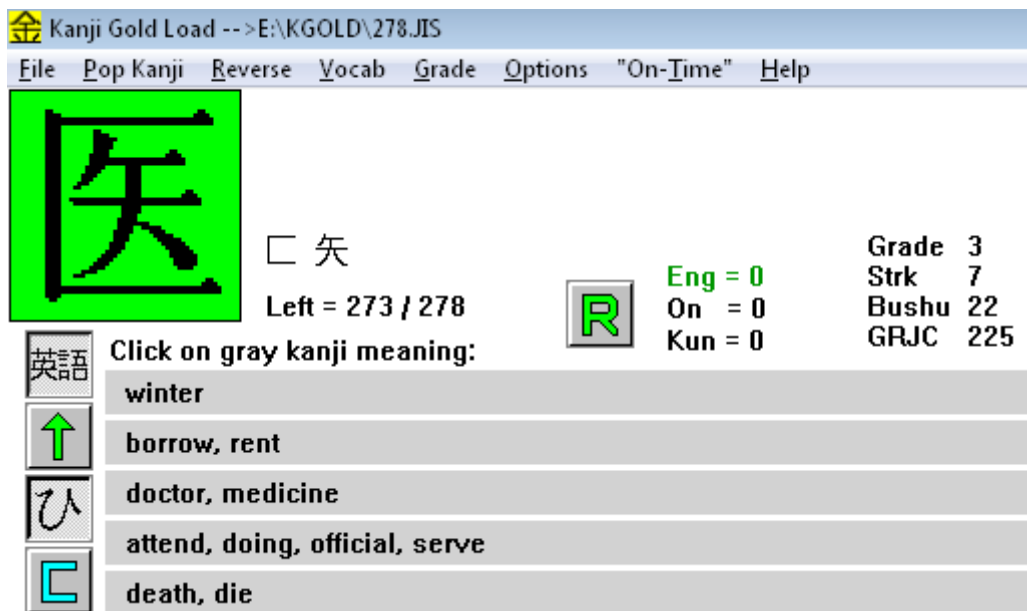 金 Kanji Gold Load -->E:\KGOLD\278.JIS
File Pop Kanji Reverse Vocab Grade Options "On-Time" Help
医
匚 矢
Left = 273 / 278
R
Eng = 0
On = 0
Kun = 0
Grade 3
Strk 7
Bushu 22
GRJC 225
英語
Click on gray kanji meaning:
winter
borrow, rent
doctor, medicine
ひ
attend, doing, official, serve
匚
death, die